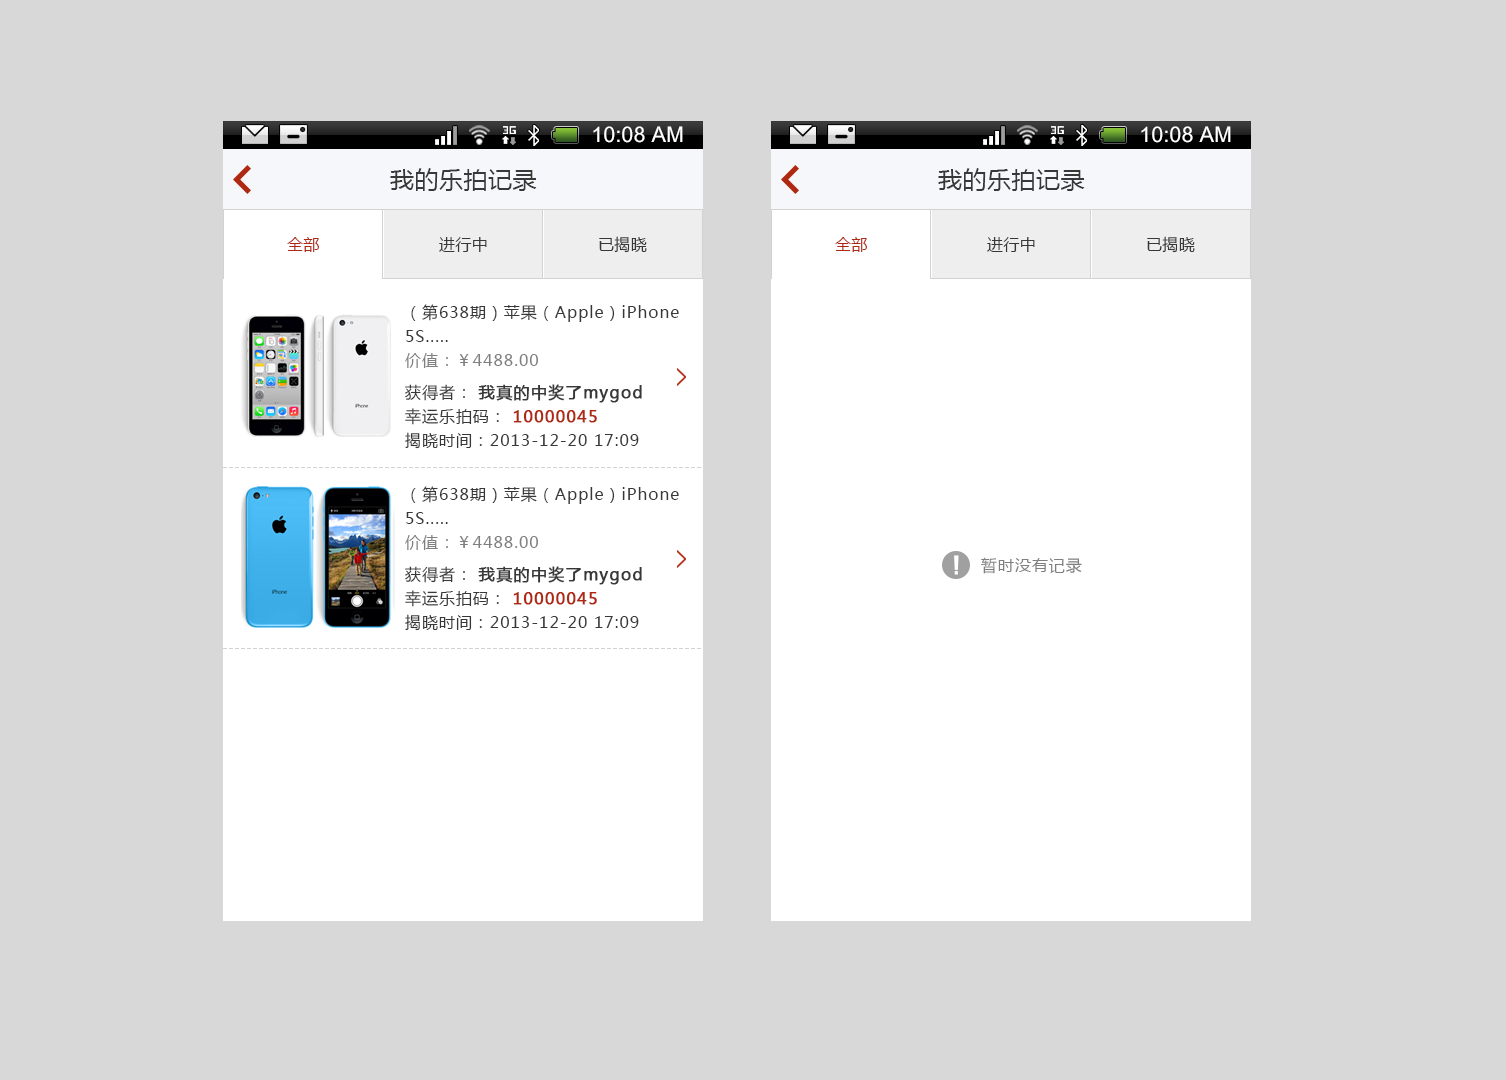 3G 10:08 AM
我的乐拍记录
全部 进行中 已揭晓
（第638期）苹果（Apple）iPhone
5S.....
价值：￥4488.00
获得者： 我真的中奖了mygod
幸运乐拍码： 10000045
揭晓时间：2013-12-20 17:09
iPhone
（第638期）苹果（Apple）iPhone
5S.....
价值：￥4488.00
获得者： 我真的中奖了mygod
幸运乐拍码： 10000045
揭晓时间：2013-12-20 17:09
iPhone
3G 10:08 AM
我的乐拍记录
全部 进行中 已揭晓
暂时没有记录